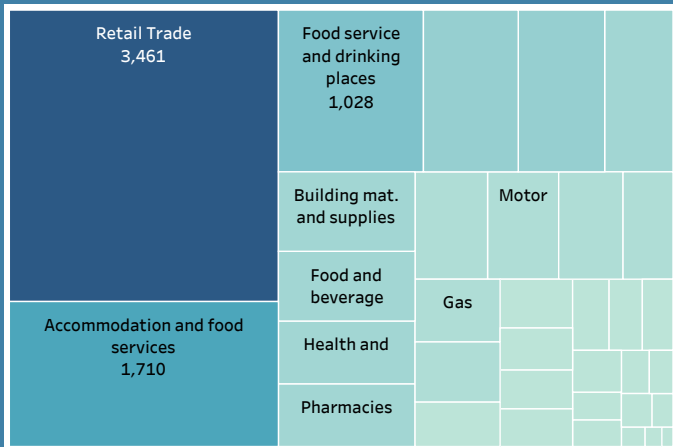 Retail Trade
3,461
Accommodation and food
services
1,710
Food service
and drinking
places
1,028
Building mat.
and supplies
Food and
beverage
Health and
Pharmacies
Motor
Gas